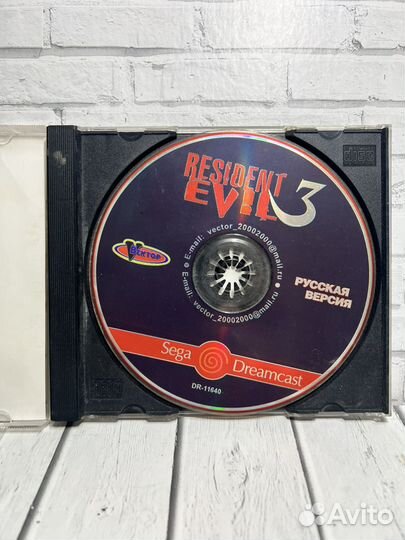 RESIDENT
EVIL 3
ВЕКТОР
E-mail: vector_20002000@mail.ru
E-mail: vector_20002000@mail.ru
РУССКАЯ
ВЕРСИЯ
Sega Dreamcast
DR-11640
disc
Avito